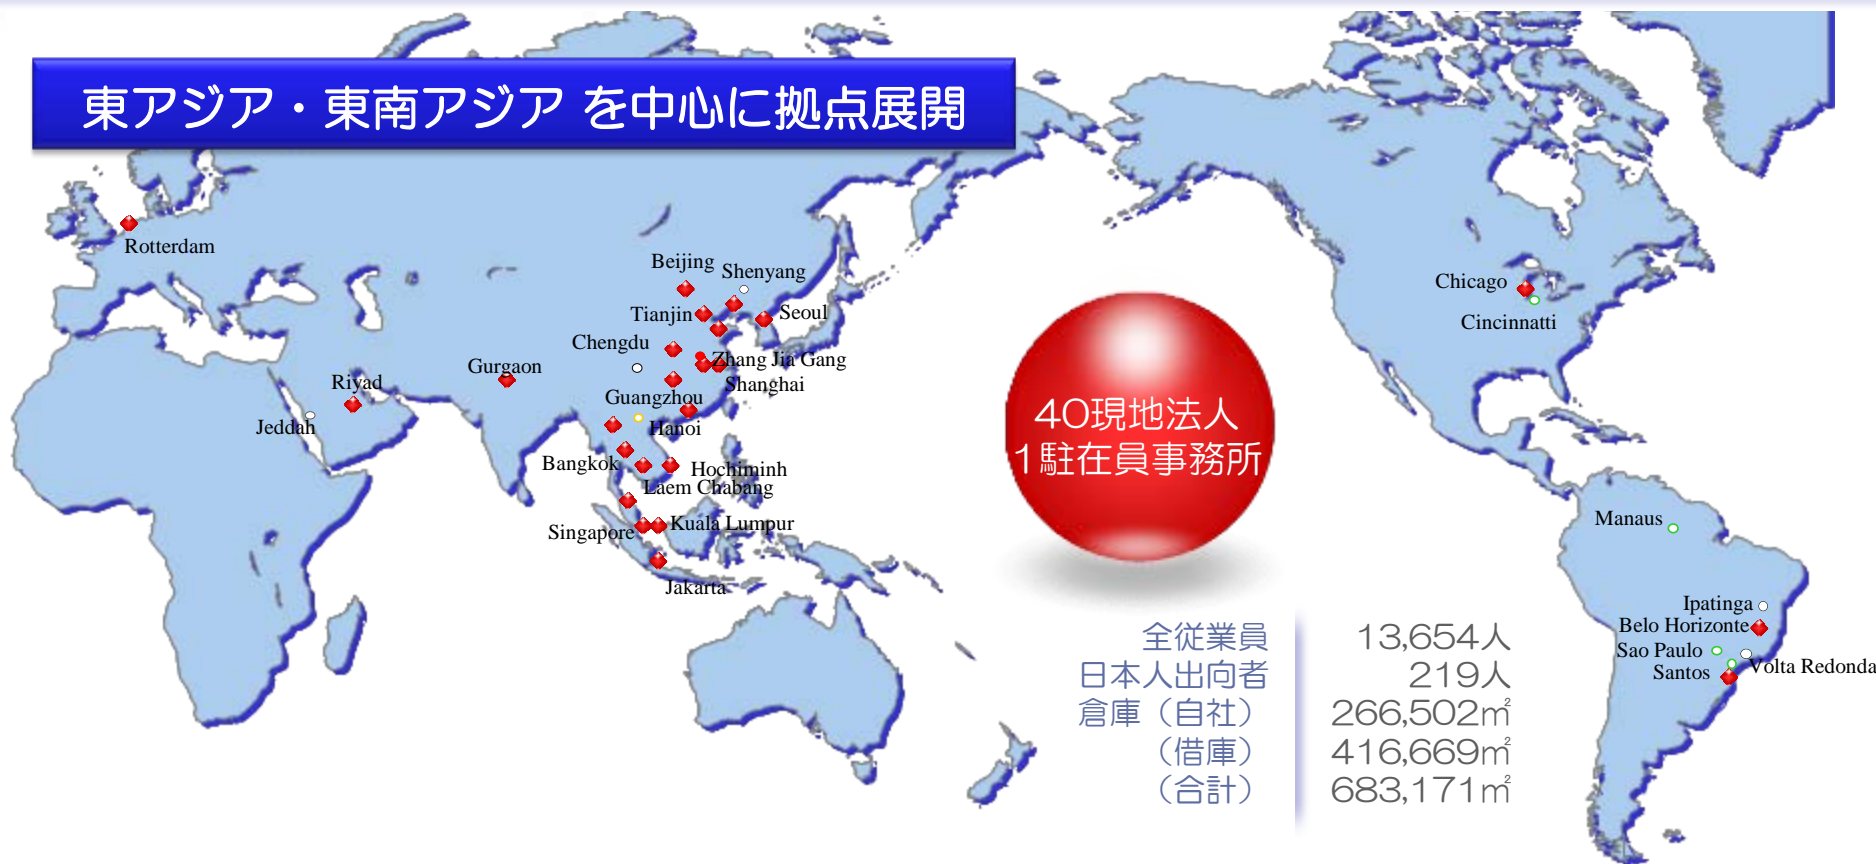 東アジア・東南アジア を中心に拠点展開
Rotterdam
Beijing
Shenyang
Tianjin
Seoul
Chengdu
Zhang Jia Gang
Gurgaon
Shanghai
Riyad
Guangzhou
Jeddah
Hanoi
Bangkok
Hochiminh
Laem Chabang
Singapore
Kuala Lumpur
Jakarta
Chicago
Cincinnatti
40現地法人
1駐在員事務所
Manaus
Ipatinga
Belo Horizonte
Sao Paulo
Volta Redonda
Santos
全従業員 13,654人
日本人出向者 219人
倉庫（自社） 266,502㎡
（借庫） 416,669㎡
（合計） 683,171㎡